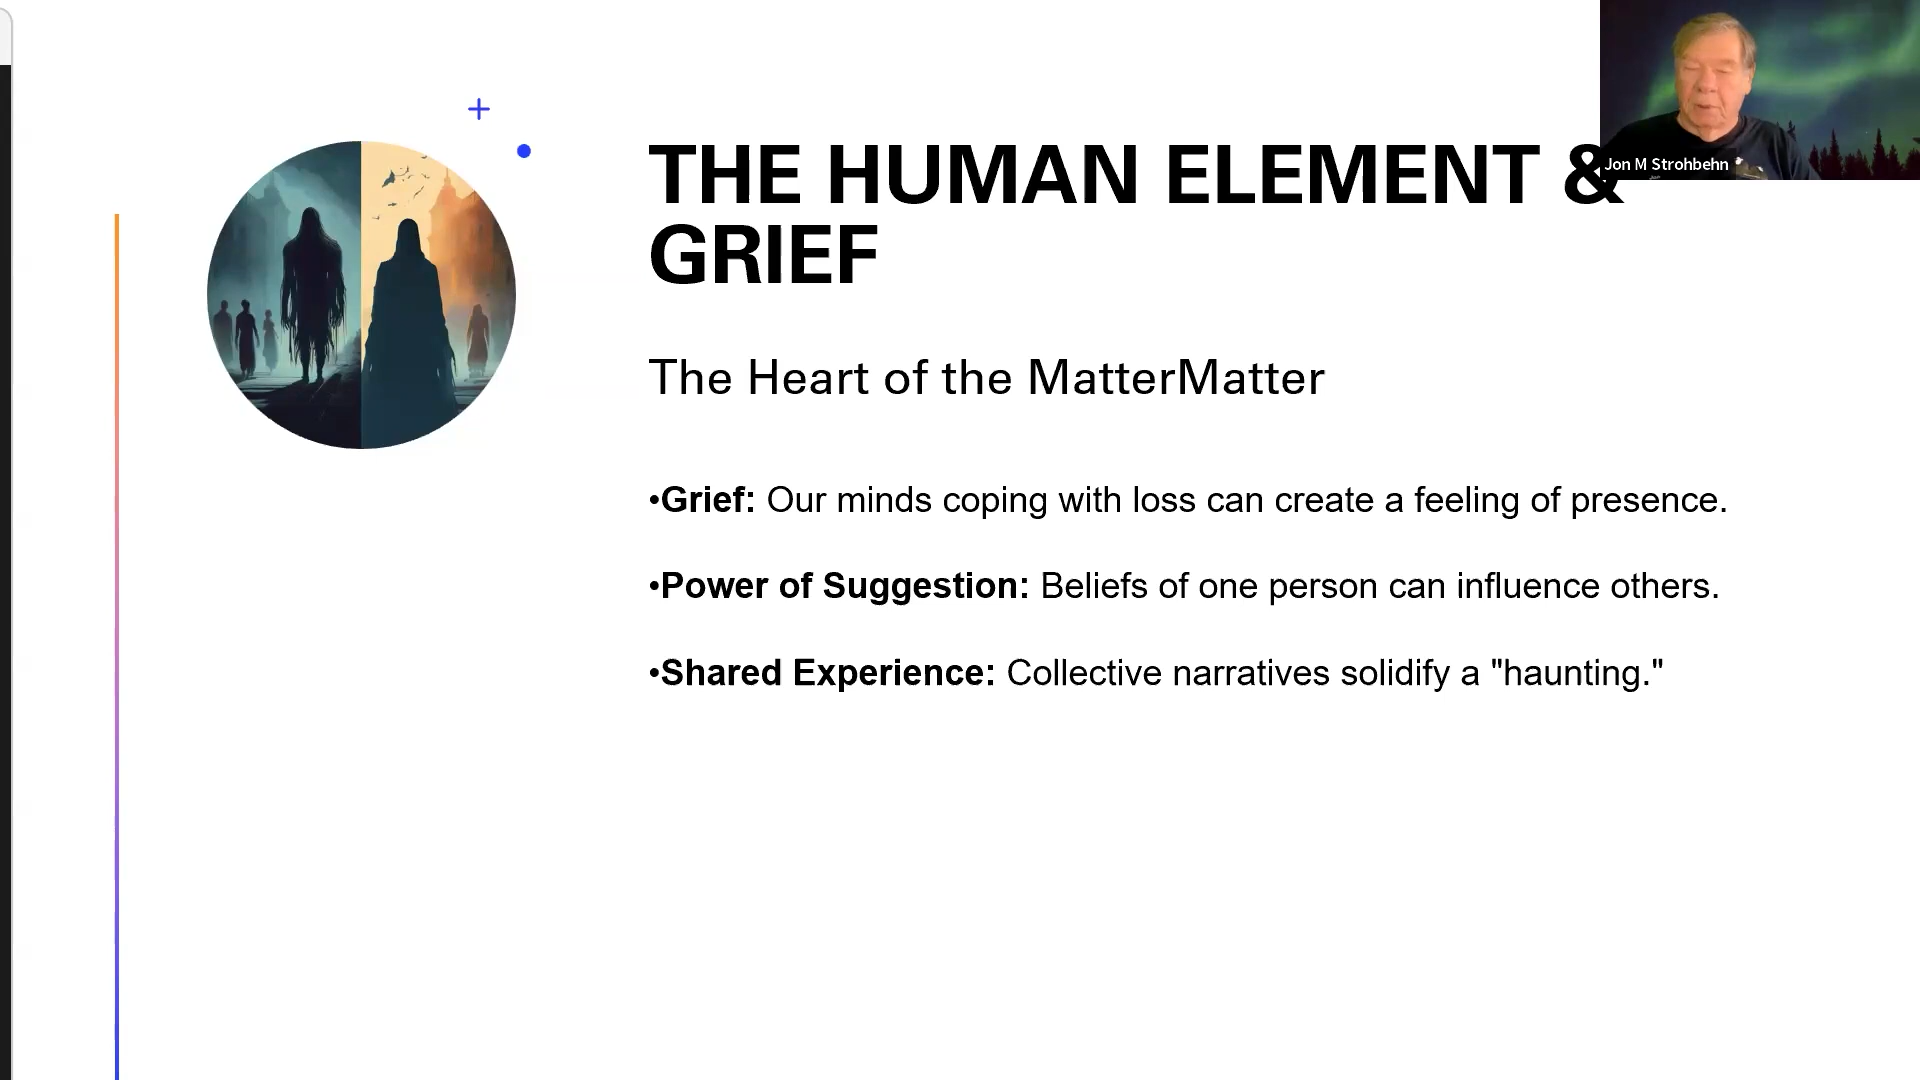 THE HUMAN ELEMENT &
GRIEF
Jon M Strohbehn
The Heart of the MatterMatter
•Grief: Our minds coping with loss can create a feeling of presence.
•Power of Suggestion: Beliefs of one person can influence others.
•Shared Experience: Collective narratives solidify a "haunting."